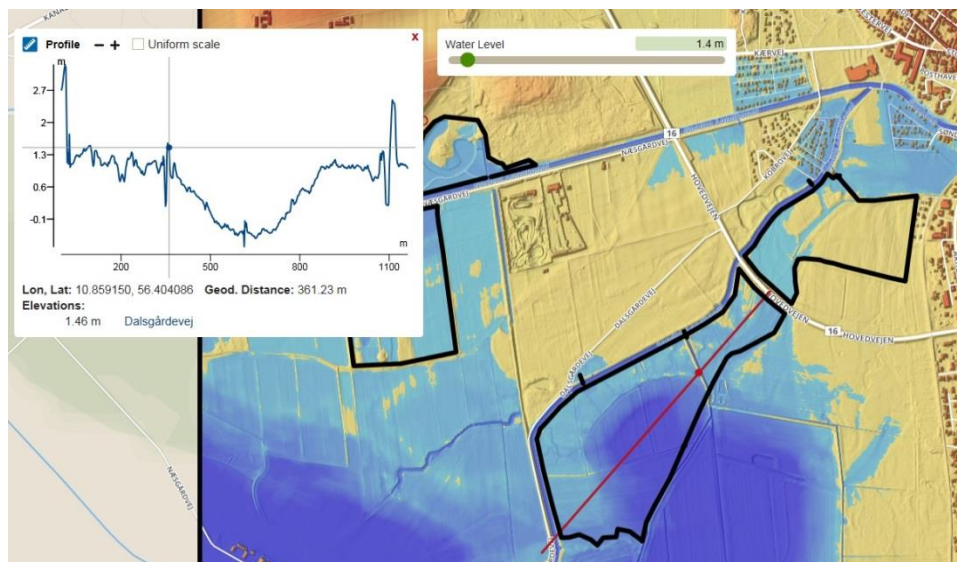 Profile − + Uniform scale x
m
2.7
2
1.3
0.6
-0.1
m
200
500
800
1100
Lon, Lat: 10.859150, 56.404086 Geod. Distance: 361.23 m
Elevations:
1.46 m Dalsgårdevej
Water Level 1.4 m
KÆRVEJ
16
NÆSGÅRDVEJ
HOVEDVEJEN
KOBROVEJ
DALSGÅRDEVEJ
DALSGÅRDEVEJ
HOVEDVEJEN
16
HOVEDVEJEN
NÆSGÅRDVEJ